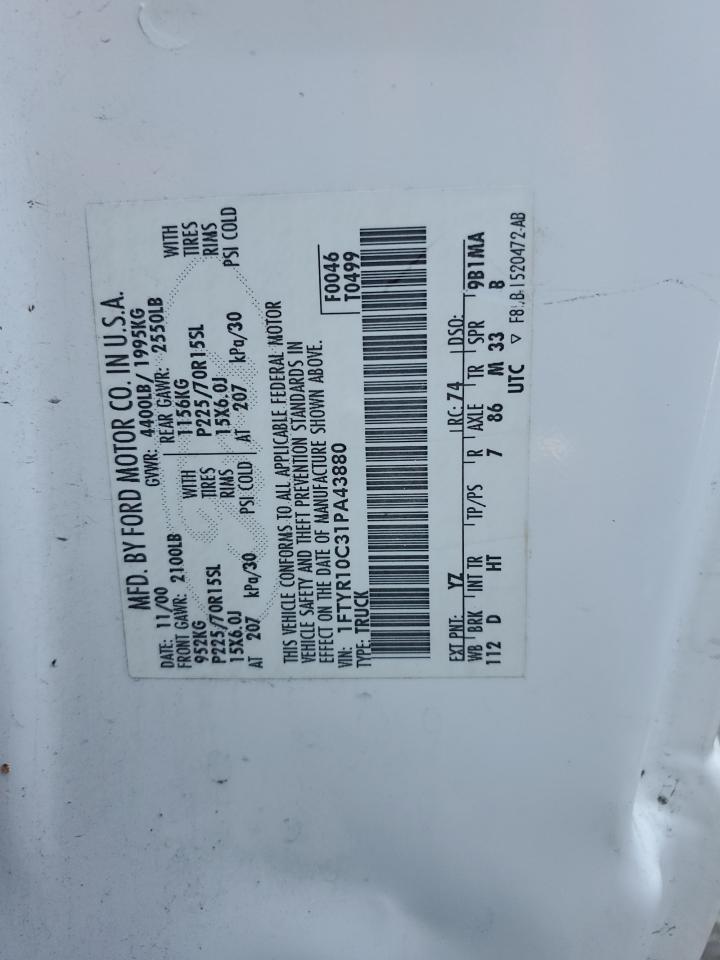 MFD. BY FORD MOTOR CO. IN U.S.A.
DATE: 11/00 GVWR: 4400LB/ 1995KG
FRONT GAWR: 2100LB REAR GAWR: 2550LB
952KG WITH 1156KG WITH
P225/70R15SL TIRES P225/70R15SL TIRES
15X6.0J RIMS 15X6.0J RIMS
AT 207 kPa/30 PSI COLD AT 207 kPa/30 PSI COLD
THIS VEHICLE CONFORMS TO ALL APPLICABLE FEDERAL MOTOR
VEHICLE SAFETY AND THEFT PREVENTION STANDARDS IN
EFFECT ON THE DATE OF MANUFACTURE SHOWN ABOVE.
VIN: 1FTYR10C31PA43880 F0046
TYPE: TRUCK T0499
EXT PNT: YZ RC: 74 DSO:
WB BRK INT TR TP/PS R AXLE TR SPR 9B1MA
112 D HT 7 86 M 33 B
UTC ▽ 1520472-AB